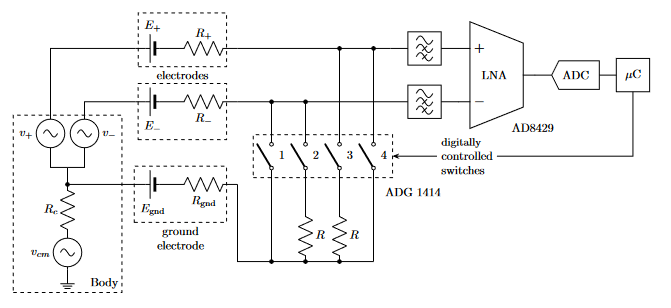 E+
R+
electrodes
LNA
+
−
ADC
μC
AD8429
v+
v−
E−
R−
1
2
3
4
digitally
controlled
switches
ADG 1414
Egnd
Rgnd
ground
electrode
Rc
R
R
vcm
Body